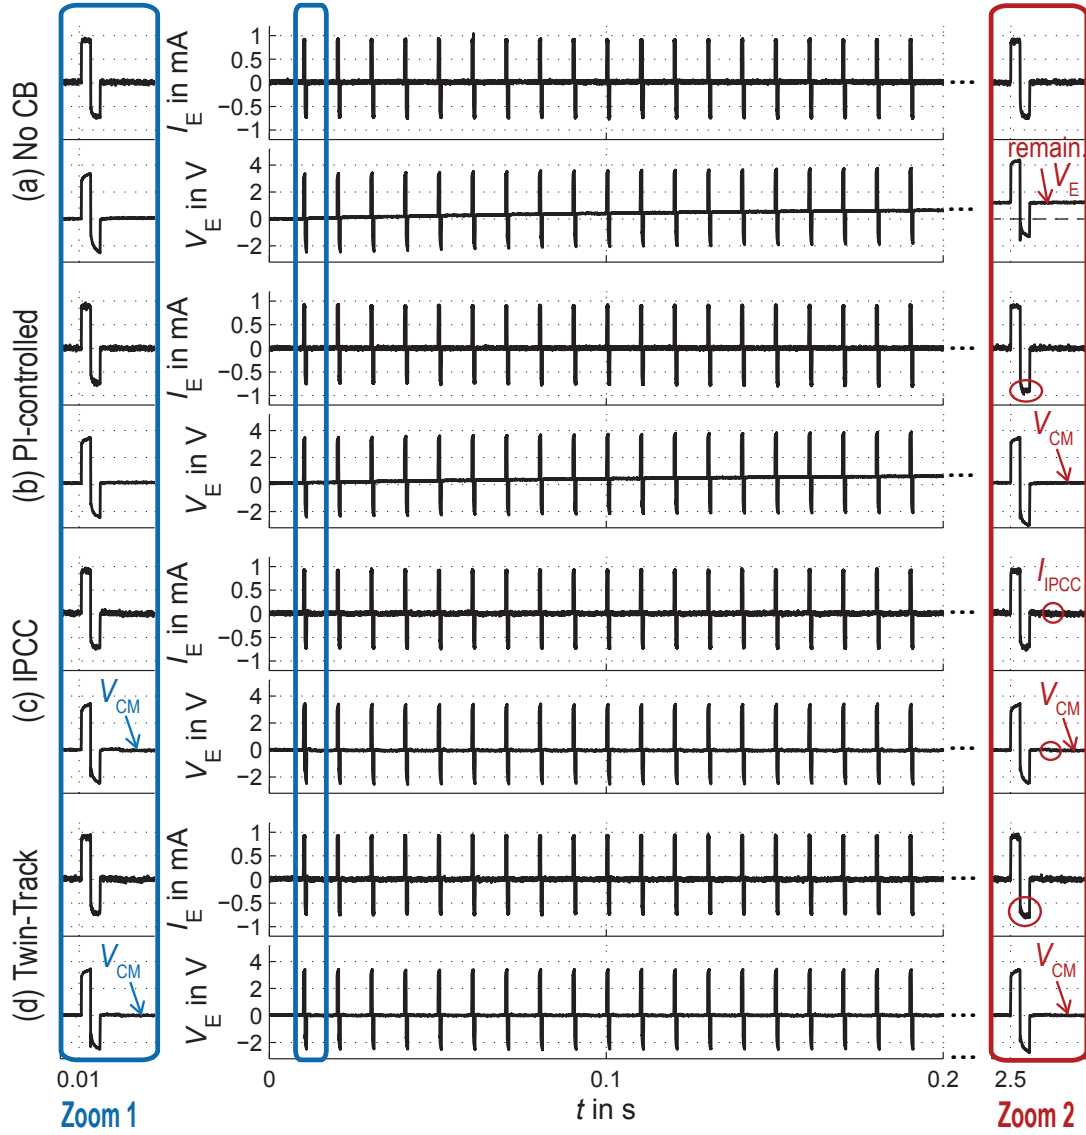 (a) No CB
I_E in mA
1
0.5
0
−0.5
−1
...
V_E in V
4
2
0
−2
...
remain.
V_E
(b) PI-controlled
I_E in mA
1
0.5
0
−0.5
−1
...
V_E in V
4
2
0
−2
...
V_CM
(c) IPCC
I_E in mA
1
0.5
0
−0.5
−1
...
I_IPCC
V_CM
V_E in V
4
2
0
−2
...
V_CM
(d) Twin-Track
I_E in mA
1
0.5
0
−0.5
−1
...
V_CM
V_E in V
4
2
0
−2
...
V_CM
0.01 0 0.1 0.2 2.5
Zoom 1 t in s Zoom 2